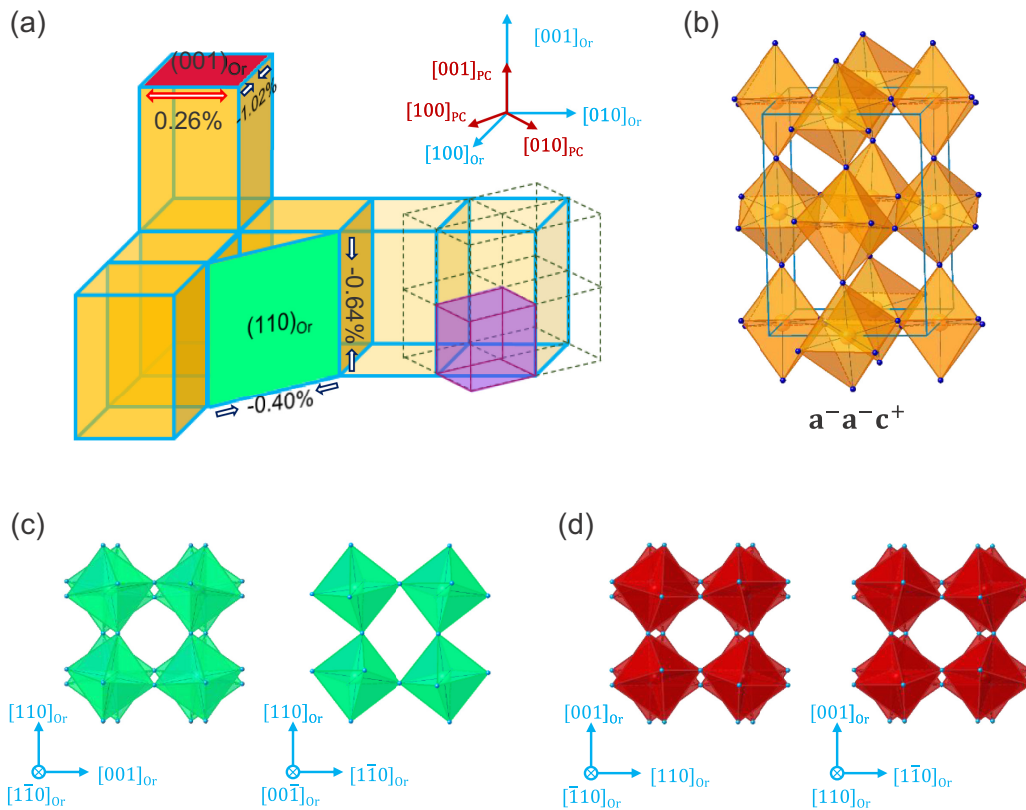 (a)
(001)Or
0.26%
-1.02%
[001]Or
[001]PC
[100]PC
[010]Or
[100]Or
[010]PC
(110)Or
-0.64%
-0.40%
(b)
a⁻a⁻c⁺
(c)
[110]Or
[001]Or
[11̄0]Or
[110]Or
[11̄0]Or
[001̄]Or
(d)
[001]Or
[110]Or
[1̄10]Or
[001]Or
[11̄0]Or
[110]Or